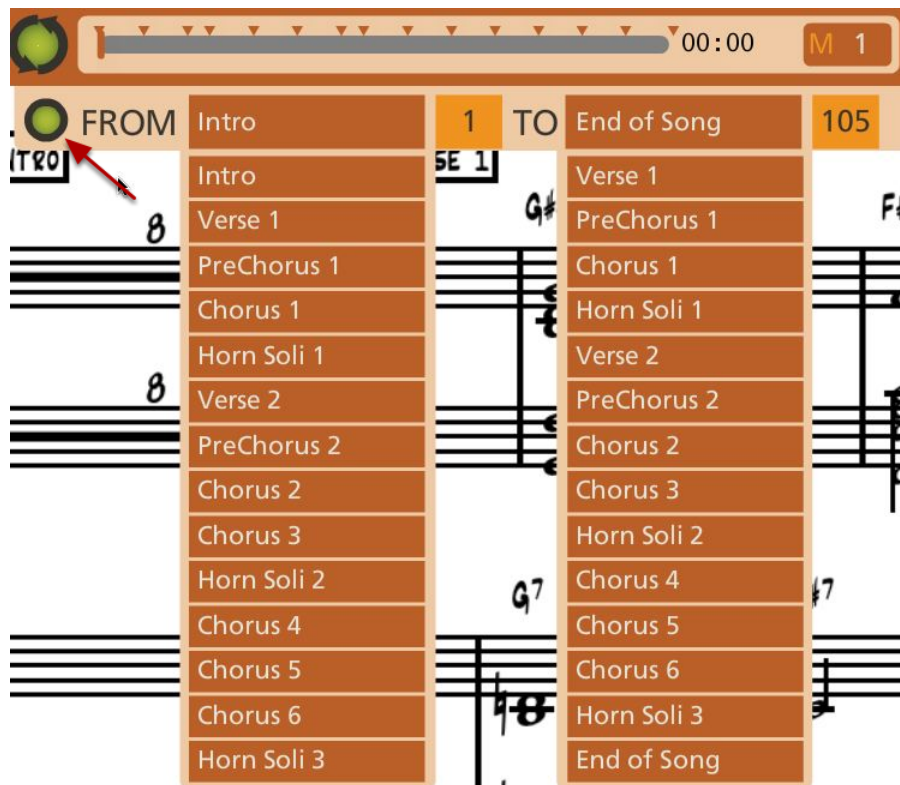 00:00 M 1
FROM Intro 1 TO End of Song 105
NTRO SE 1
Intro Verse 1
G# F#
Verse 1 PreChorus 1
8
PreChorus 1 Chorus 1
Chorus 1 Horn Soli 1
Horn Soli 1 Verse 2
8
Verse 2 PreChorus 2
PreChorus 2 Chorus 2
Chorus 2 Chorus 3
Chorus 3 Horn Soli 2
Horn Soli 2 Chorus 4
G7 #7
Chorus 4 Chorus 5
Chorus 5 Chorus 6
Chorus 6 Horn Soli 3
Horn Soli 3 End of Song